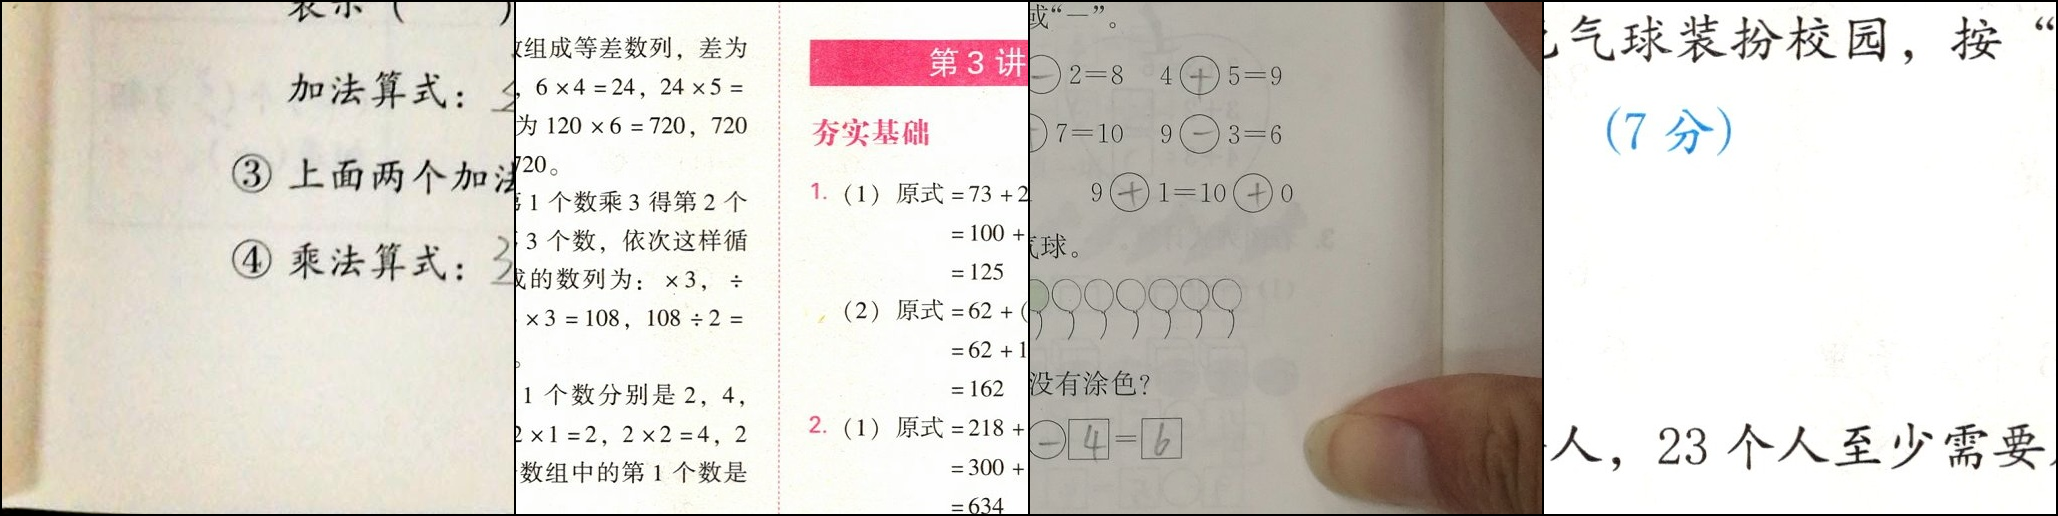 表示（ ）
加法算式：
③ 上面两个加法
④ 乘法算式：3
数组成等差数列，差为
，6×4=24，24×5=
为120×6=720，720
720。
第1个数乘3得第2个
3个数，依次这样循
成的数列为：×3，÷
×3=108，108÷2=
。
1个数分别是2，4，
2×1=2，2×2=4，2
数组中的第1个数是
第3讲
夯实基础
1.（1）原式=73+2
=100+
=125
（2）原式=62+（
=62+1
=162
2.（1）原式=218+
=300+
=634
或“－”。
－2=8 4＋5=9
7=10 9－3=6
9＋1=10＋0
气球。
没有涂色？
－4=6
气球装扮校园，按“
（7分）
人，23个人至少需要